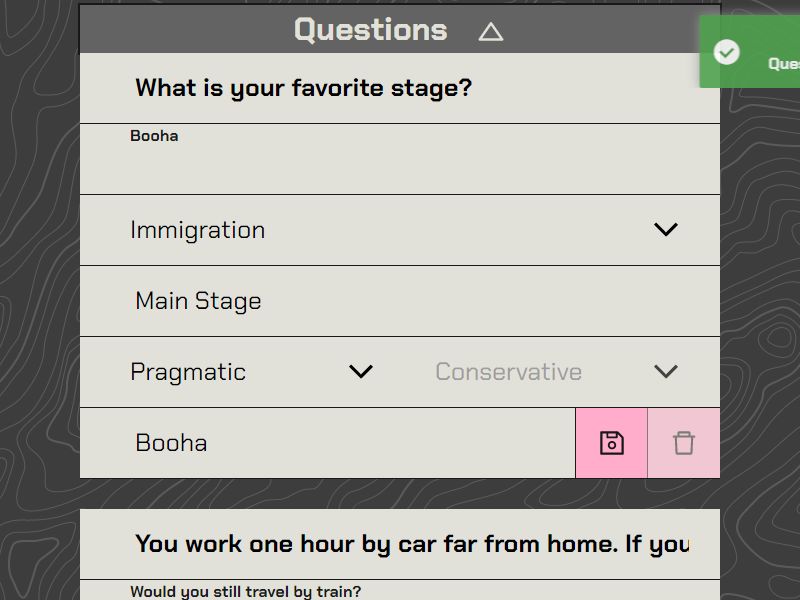 Questions
What is your favorite stage?
Booha
Immigration
Main Stage
Pragmatic
Conservative
Booha
You work one hour by car far from home. If you
Would you still travel by train?